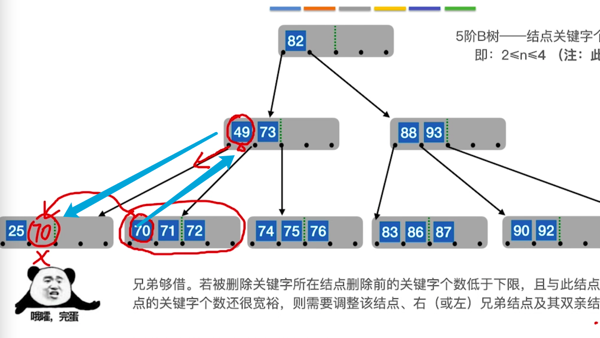 82
5阶B树——结点关键字个
即：2≤n≤4 （注：此
49 73
88 93
25 70
70 71 72
74 75 76
83 86 87
90 92
x
兄弟够借。若被删除关键字所在结点删除前的关键字个数低于下限，且与此结点
点的关键字个数还很宽裕，则需要调整该结点、右（或左）兄弟结点及其双亲结
哦嚯，完蛋